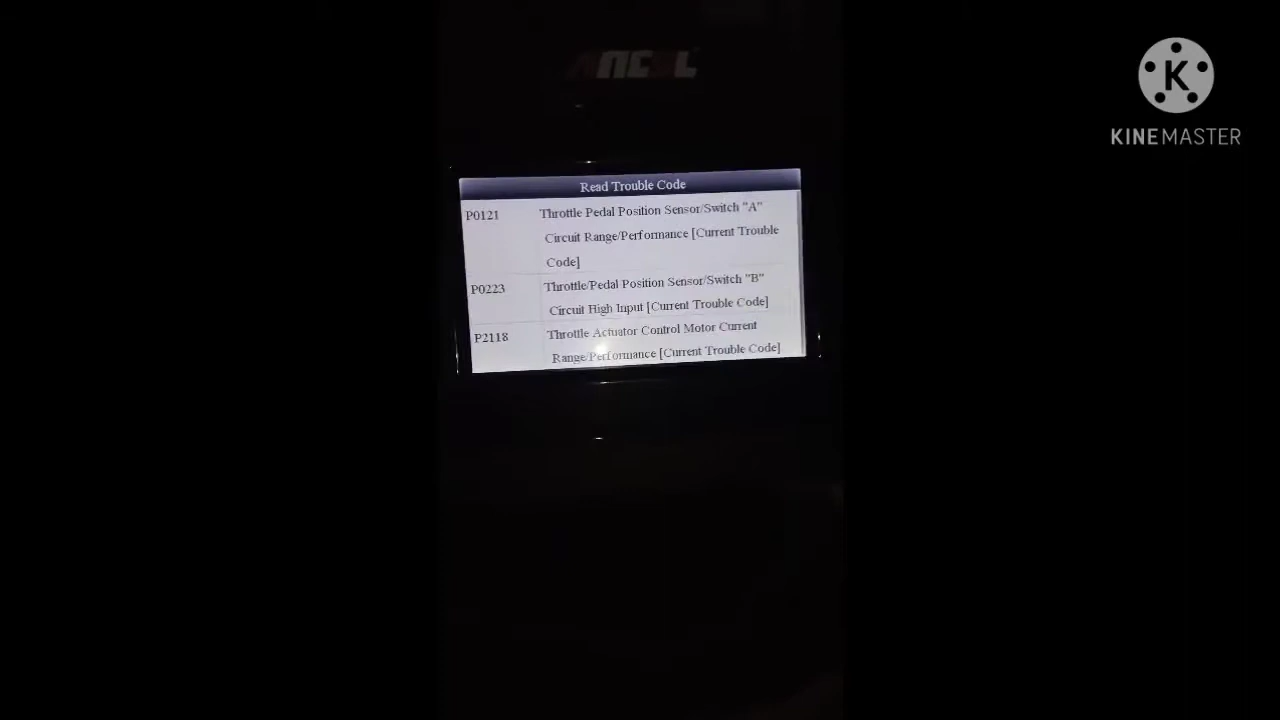 ANCEL
K
KINEMASTER
Read Trouble Code
P0121 Throttle Pedal Position Sensor/Switch "A"
Circuit Range/Performance [Current Trouble
Code]
P0223 Throttle/Pedal Position Sensor/Switch "B"
Circuit High Input [Current Trouble Code]
P2118 Throttle Actuator Control Motor Current
Range/Performance [Current Trouble Code]